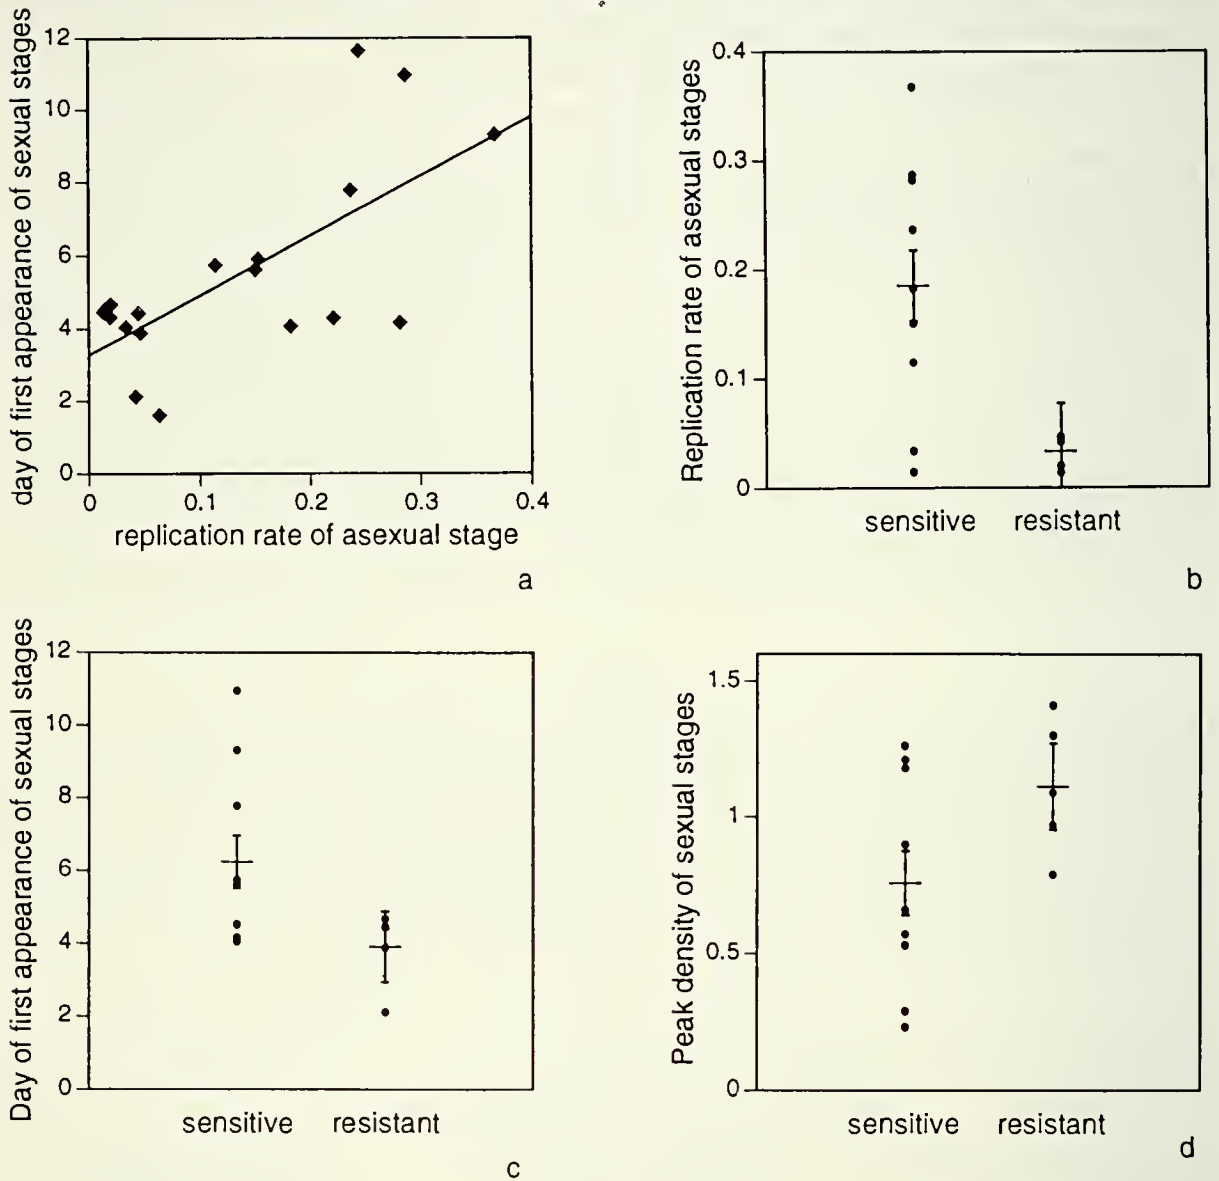 day of first appearance of sexual stages
12
10
8
6
4
2
0
0 0.1 0.2 0.3 0.4
replication rate of asexual stage
a
Replication rate of asexual stages
0.4
0.3
0.2
0.1
0
sensitive resistant
b
Day of first appearance of sexual stages
12
10
8
6
4
2
0
sensitive resistant
c
Peak density of sexual stages
1.5
1
0.5
0
sensitive resistant
d